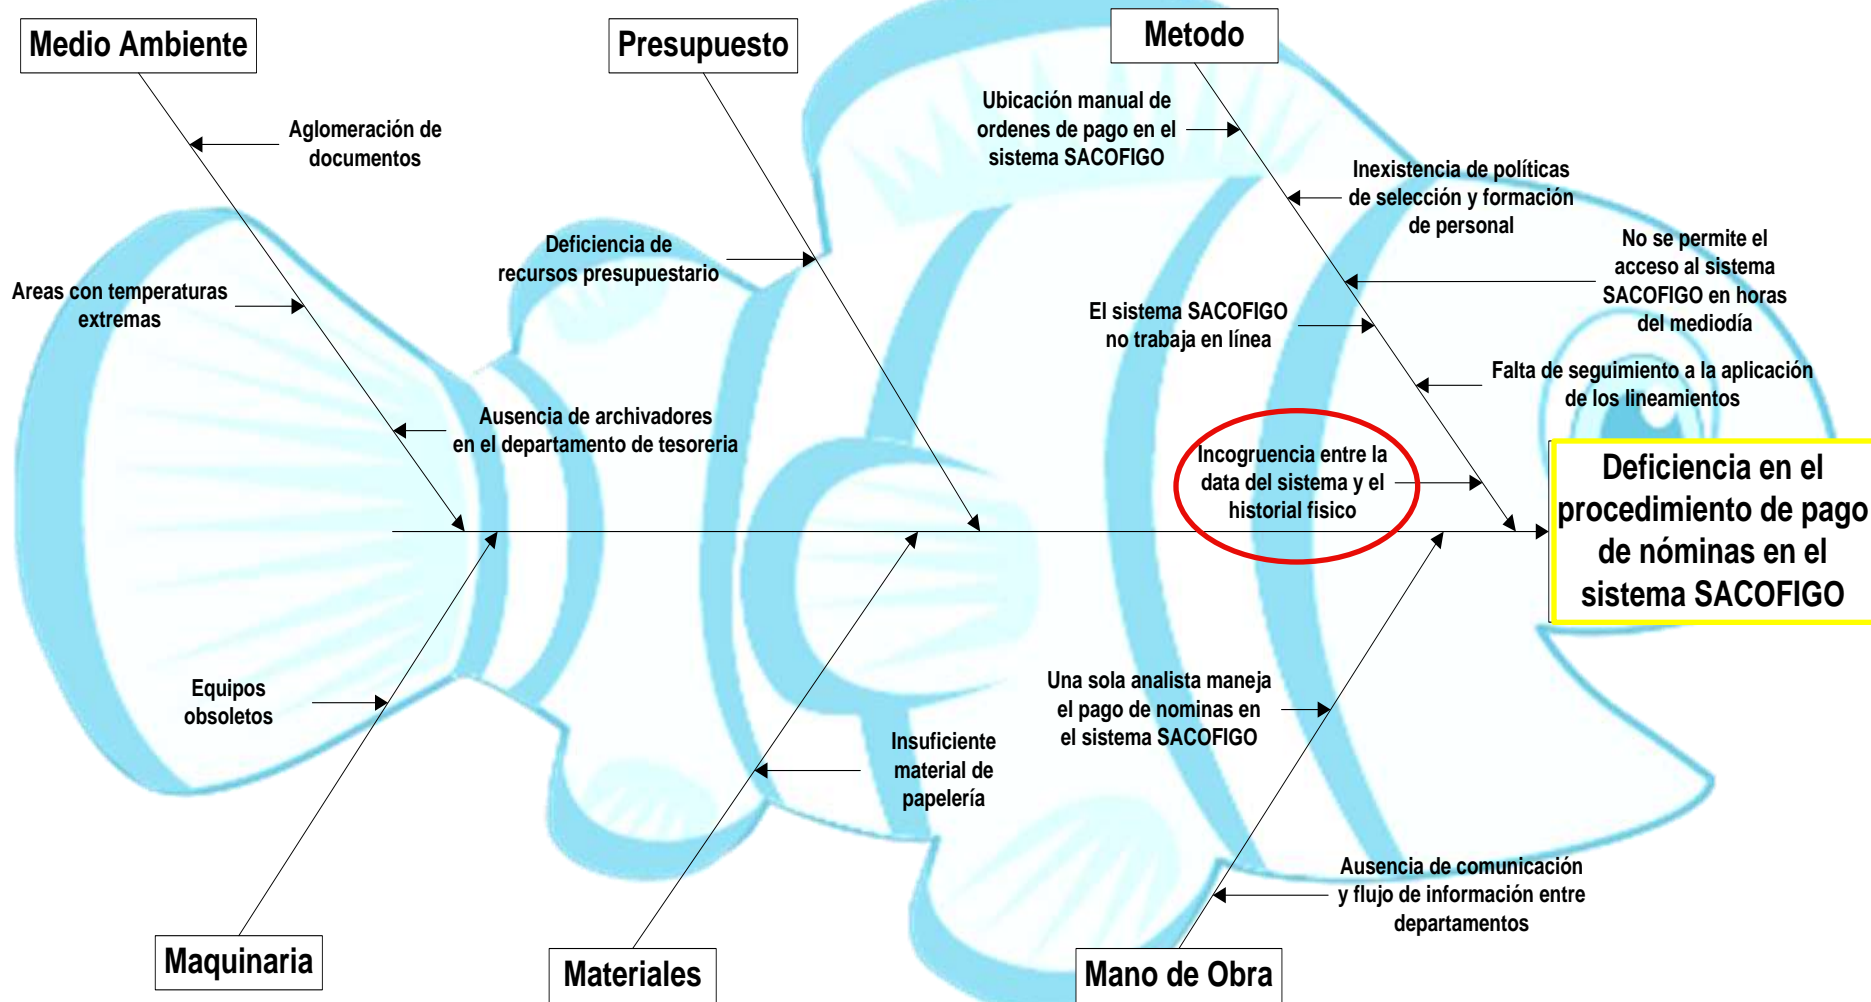 Medio Ambiente
Presupuesto
Metodo
Aglomeración de
documentos
Areas con temperaturas
extremas
Ausencia de archivadores
en el departamento de tesoreria
Deficiencia de
recursos presupuestario
Ubicación manual de
ordenes de pago en el
sistema SACOFIGO
Inexistencia de políticas
de selección y formación
de personal
No se permite el
acceso al sistema
SACOFIGO en horas
del mediodía
El sistema SACOFIGO
no trabaja en línea
Falta de seguimiento a la aplicación
de los lineamientos
Incogruencia entre la
data del sistema y el
historial fisico
Deficiencia en el
procedimiento de pago
de nóminas en el
sistema SACOFIGO
Equipos
obsoletos
Insuficiente
material de
papelería
Una sola analista maneja
el pago de nominas en
el sistema SACOFIGO
Ausencia de comunicación
y flujo de información entre
departamentos
Maquinaria
Materiales
Mano de Obra